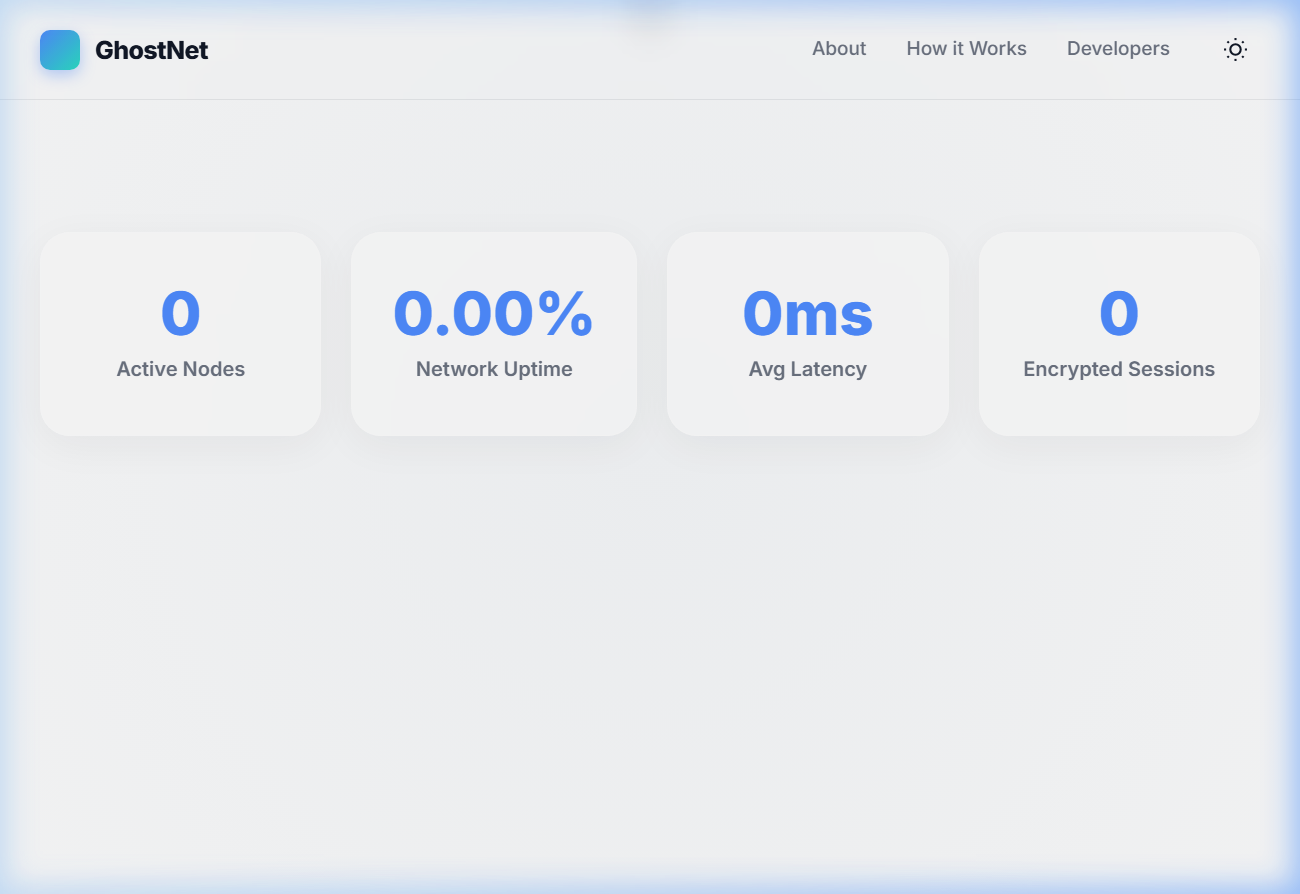 GhostNet
About
How it Works
Developers
0
Active Nodes
0.00%
Network Uptime
0ms
Avg Latency
0
Encrypted Sessions